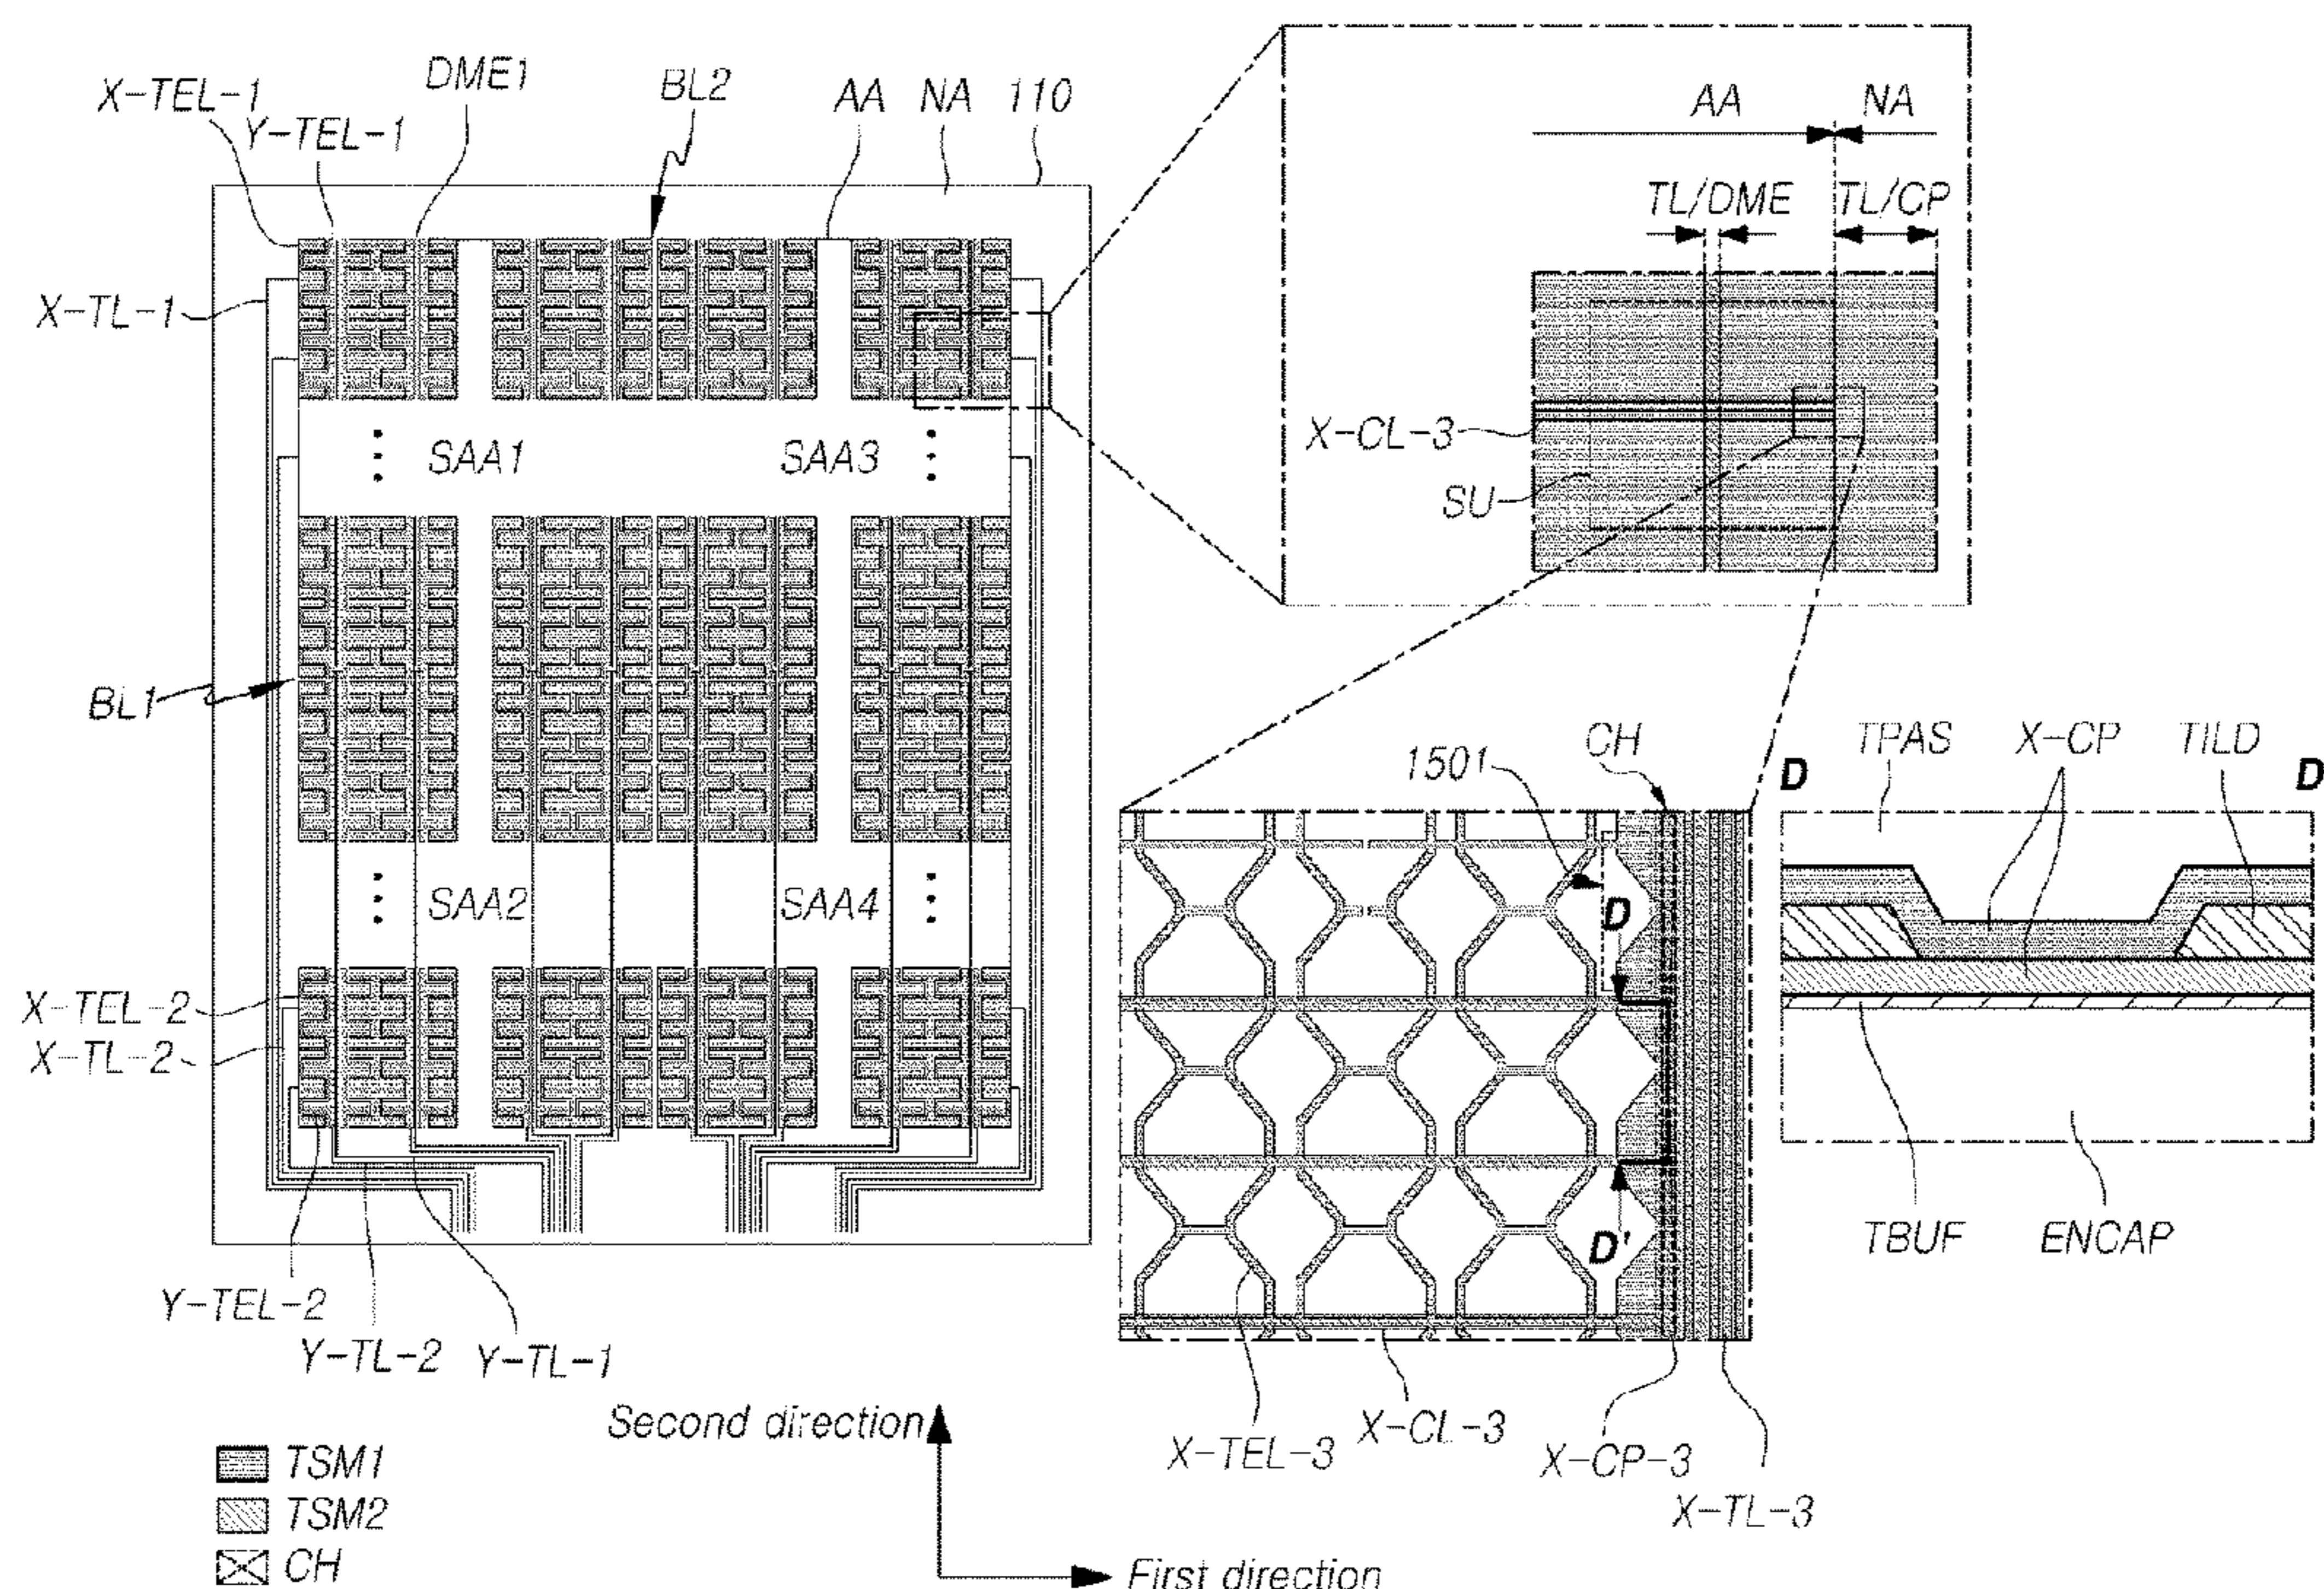 X-TEL-1
Y-TEL-1
DME1
BL2
AA
NA
110
X-TL-1
SAA1
SAA3
BL1
SAA2
SAA4
X-TEL-2
X-TL-2
Y-TEL-2
Y-TL-2
Y-TL-1
AA
NA
TL/DME
TL/CP
X-CL-3
SU
1501
CH
D
D'
X-TEL-3
X-CL-3
X-CP-3
X-TL-3
TPAS
X-CP
TILD
D
D
TBUF
ENCAP
TSM1
TSM2
CH
Second direction
First direction